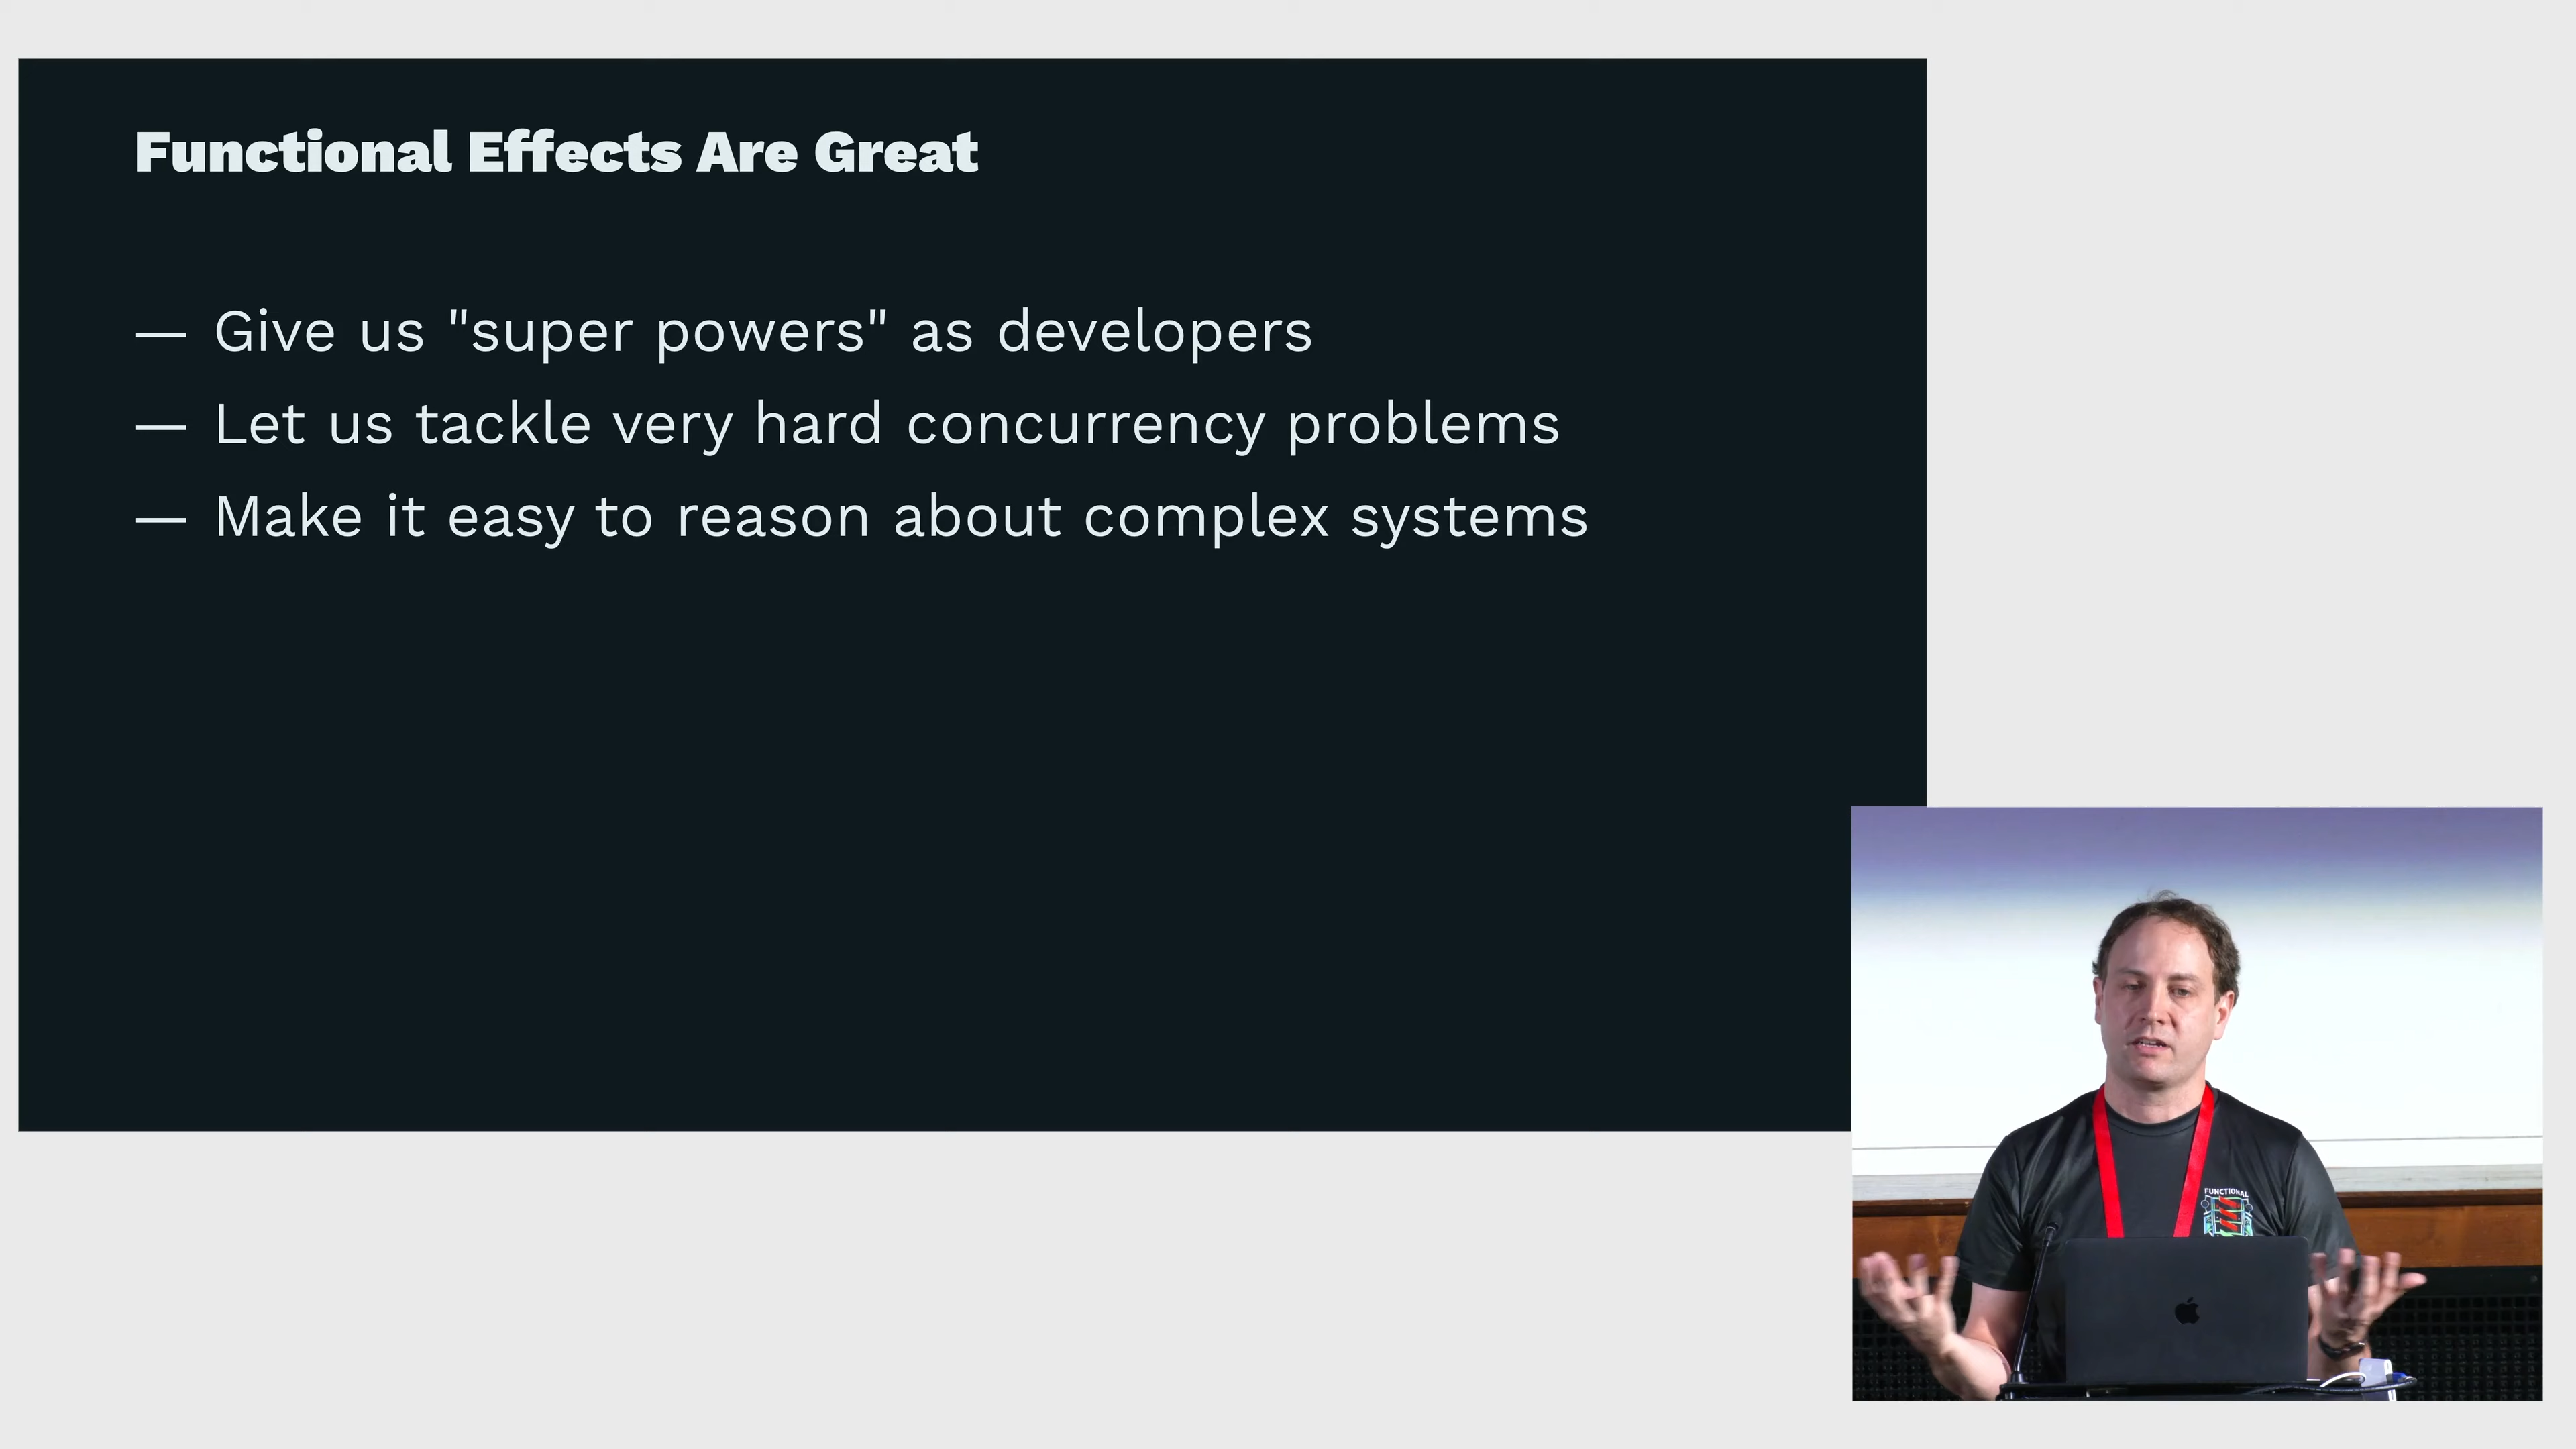 Functional Effects Are Great
— Give us "super powers" as developers
— Let us tackle very hard concurrency problems
— Make it easy to reason about complex systems
FUNCTIONAL